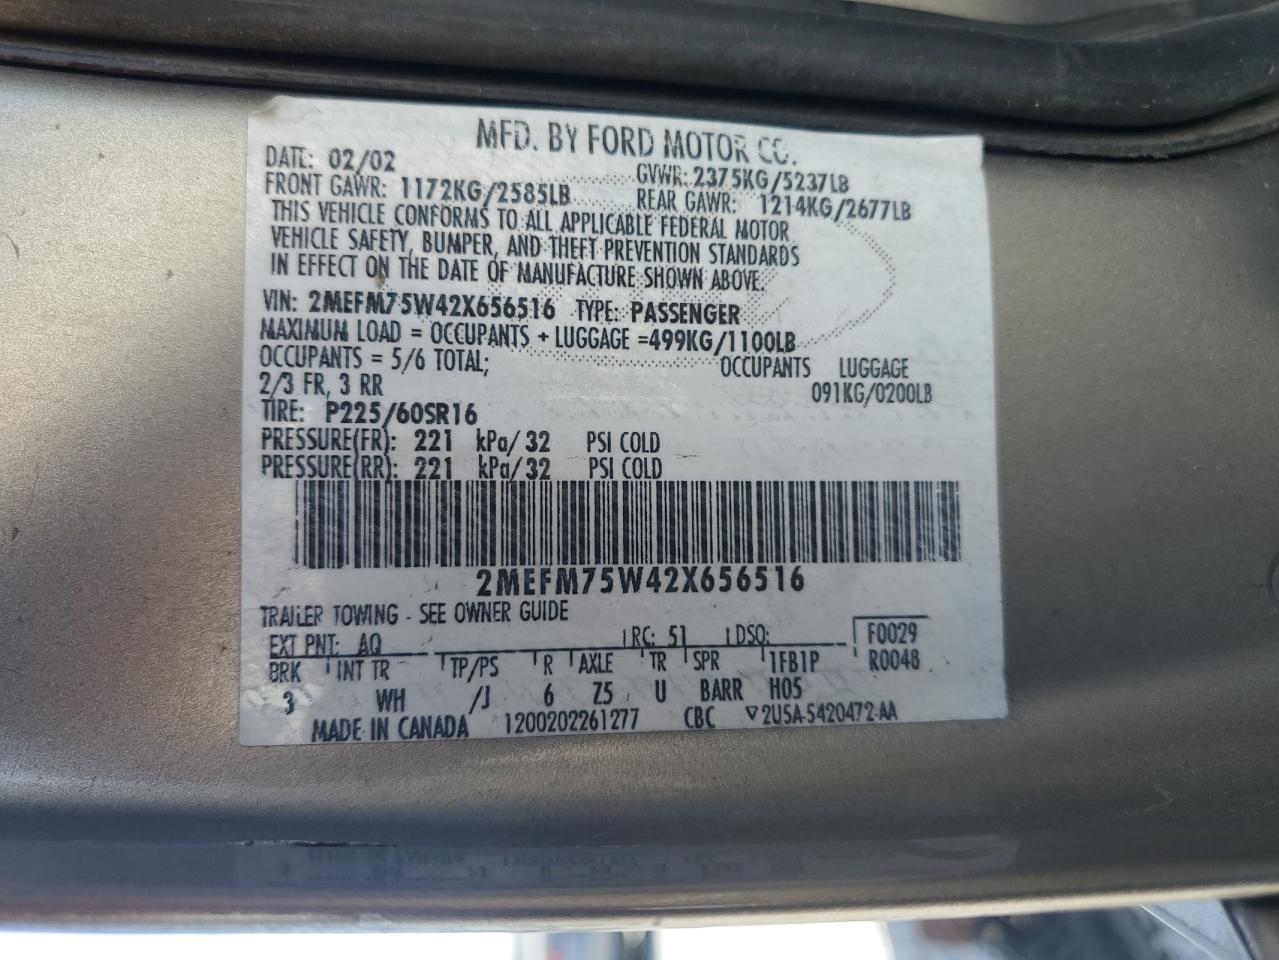 MFD. BY FORD MOTOR CO.
DATE: 02/02 GVWR: 2375KG/5237LB
FRONT GAWR: 1172KG/2585LB REAR GAWR: 1214KG/2677LB
THIS VEHICLE CONFORMS TO ALL APPLICABLE FEDERAL MOTOR
VEHICLE SAFETY, BUMPER, AND THEFT PREVENTION STANDARDS
IN EFFECT ON THE DATE OF MANUFACTURE SHOWN ABOVE.
VIN: 2MEFM75W42X656516 TYPE: PASSENGER
MAXIMUM LOAD = OCCUPANTS + LUGGAGE =499KG/1100LB
OCCUPANTS = 5/6 TOTAL; OCCUPANTS LUGGAGE
2/3 FR, 3 RR 091KG/0200LB
TIRE: P225/60SR16
PRESSURE(FR): 221 kPa/ 32 PSI COLD
PRESSURE(RR): 221 kPa/ 32 PSI COLD
2MEFM75W42X656516
TRAILER TOWING - SEE OWNER GUIDE
EXT PNT: AQ RC: 51 DSO: F0029
BRK INT TR TP/PS R AXLE TR SPR 1FB1P R0048
3 WH /J 6 Z5 U BARR H05
MADE IN CANADA 1200202261277 CBC ▽2U5A-5420472-AA